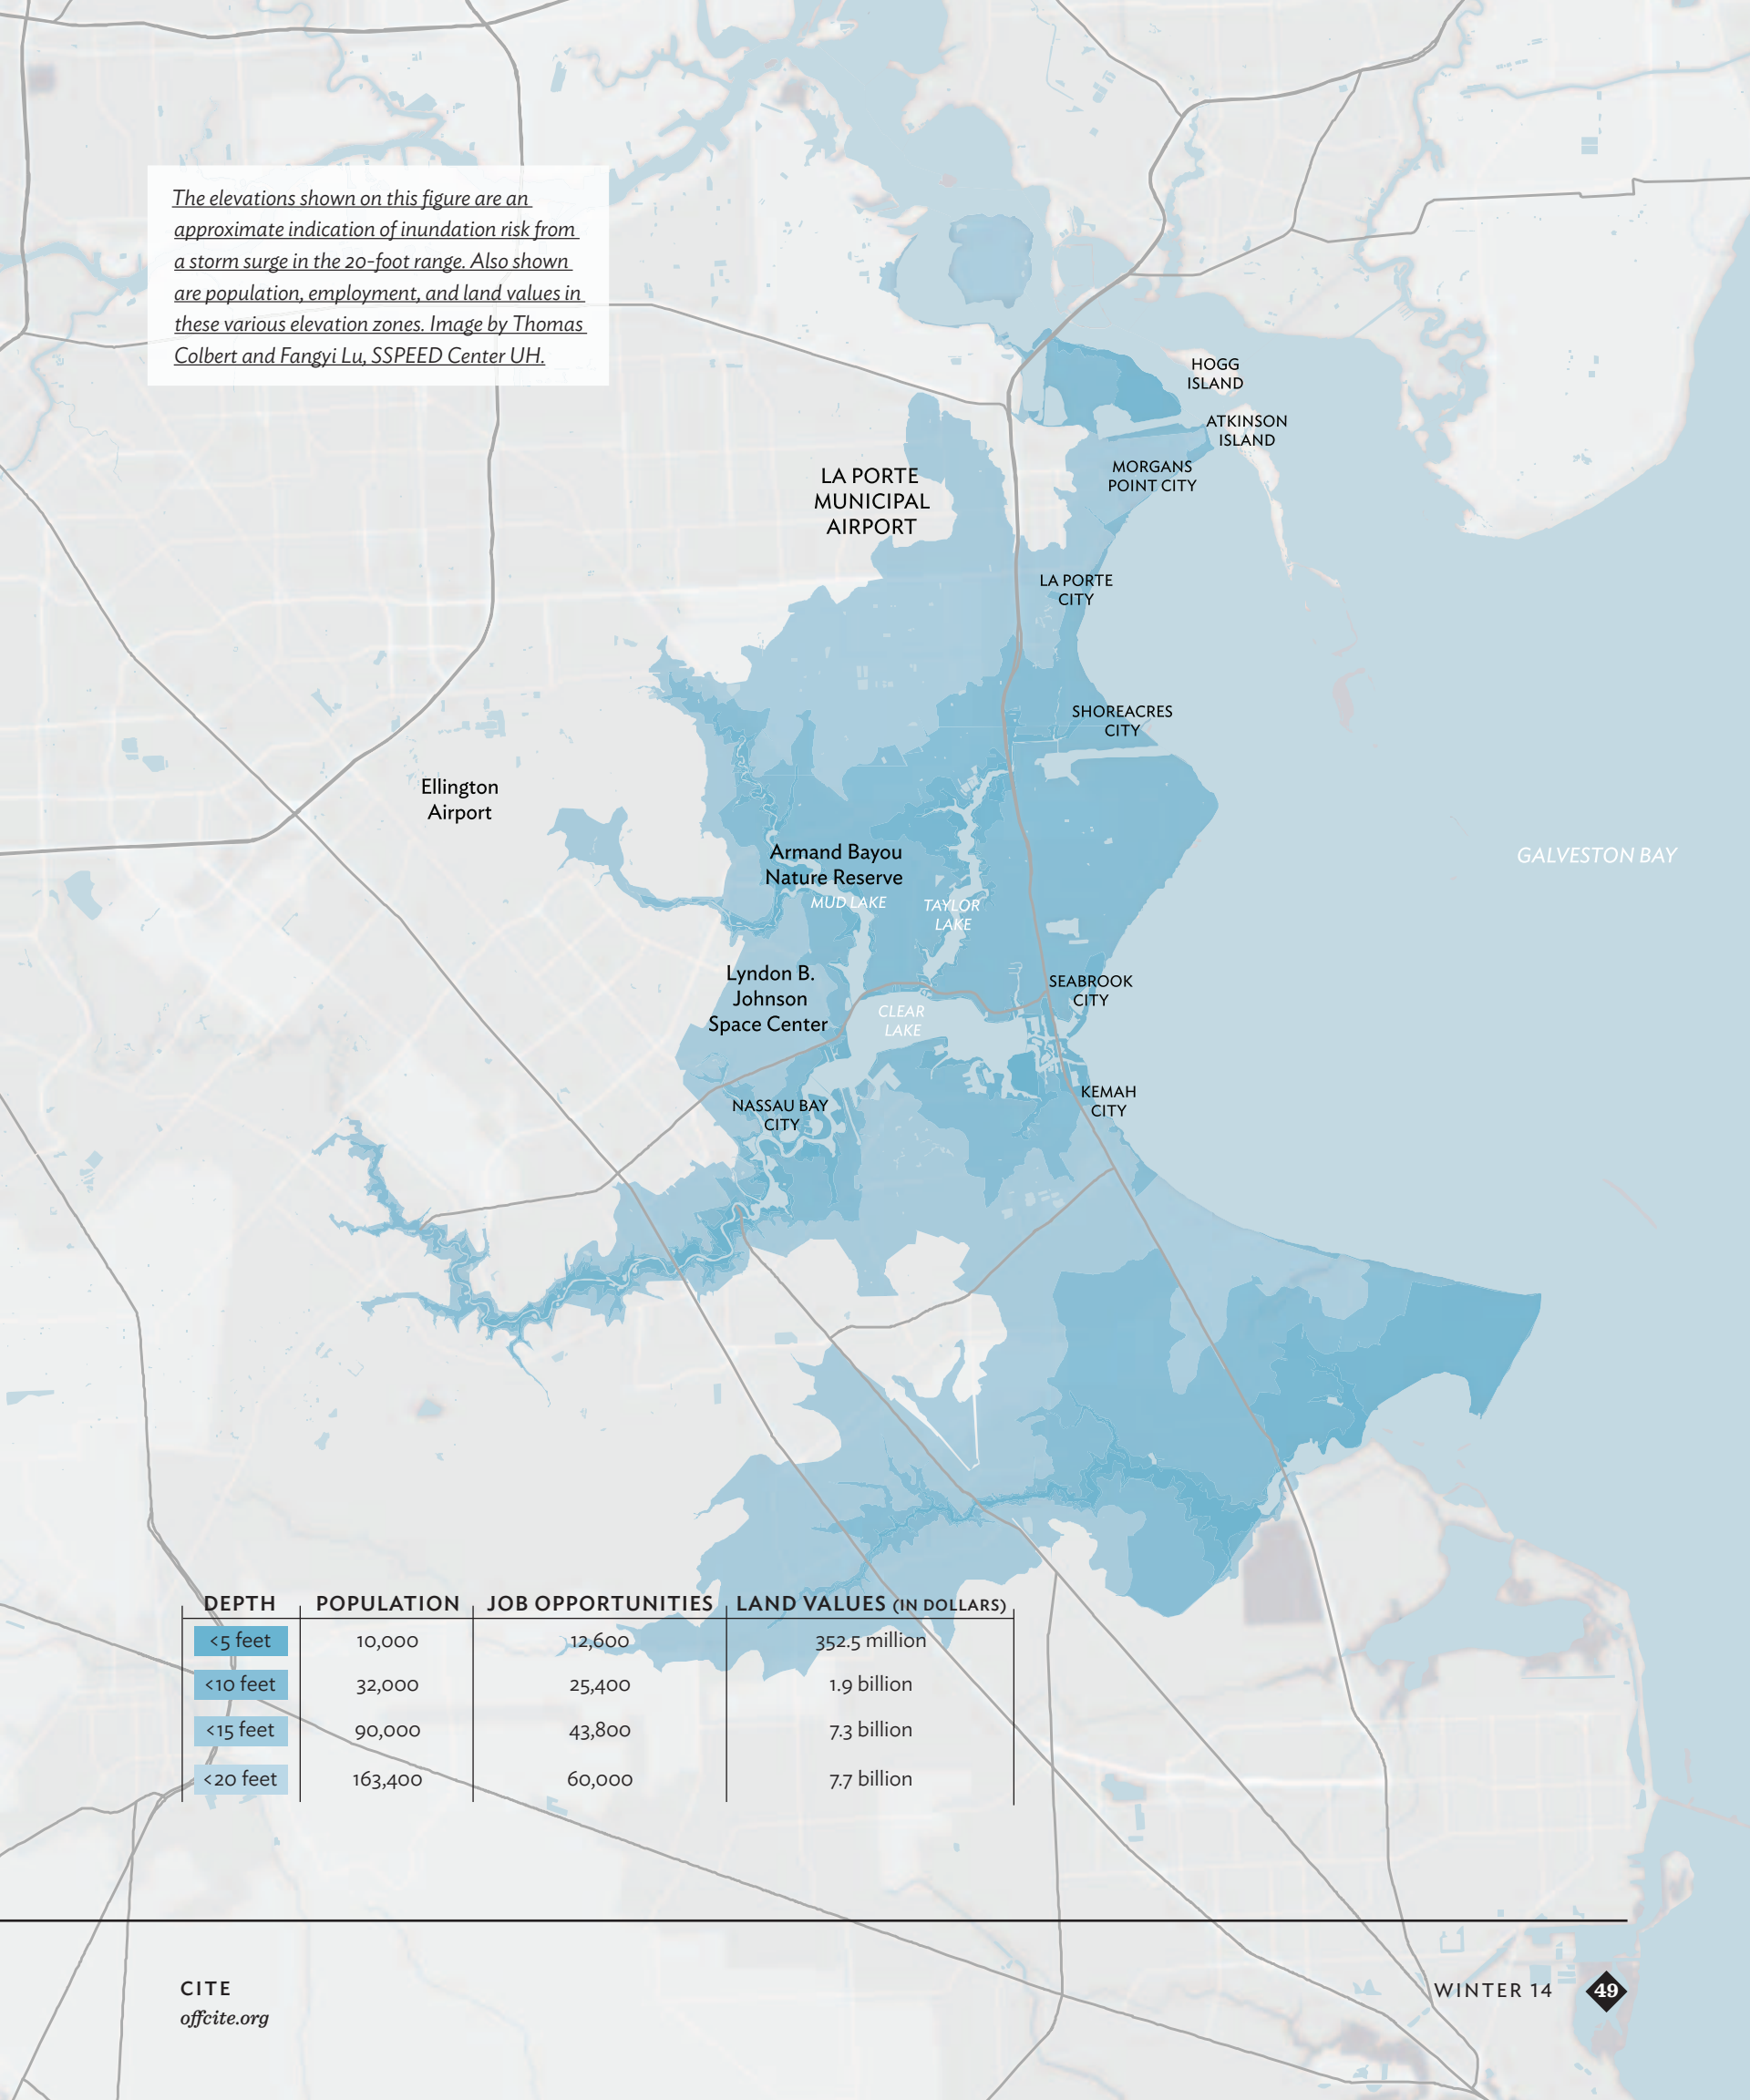 The elevations shown on this figure are an
approximate indication of inundation risk from
a storm surge in the 20-foot range. Also shown
are population, employment, and land values in
these various elevation zones. Image by Thomas
Colbert and Fangyi Lu, SSPEED Center UH.
HOGG
ISLAND
ATKINSON
ISLAND
MORGANS
POINT CITY
LA PORTE
MUNICIPAL
AIRPORT
LA PORTE
CITY
SHOREACRES
CITY
Ellington
Airport
Armand Bayou
Nature Reserve
MUD LAKE
TAYLOR
LAKE
GALVESTON BAY
Lyndon B.
Johnson
Space Center
SEABROOK
CITY
CLEAR
LAKE
NASSAU BAY
CITY
KEMAH
CITY
DEPTH POPULATION JOB OPPORTUNITIES LAND VALUES (IN DOLLARS)
<5 feet 10,000 12,600 352.5 million
<10 feet 32,000 25,400 1.9 billion
<15 feet 90,000 43,800 7.3 billion
<20 feet 163,400 60,000 7.7 billion
CITE
offcite.org
WINTER 14 49